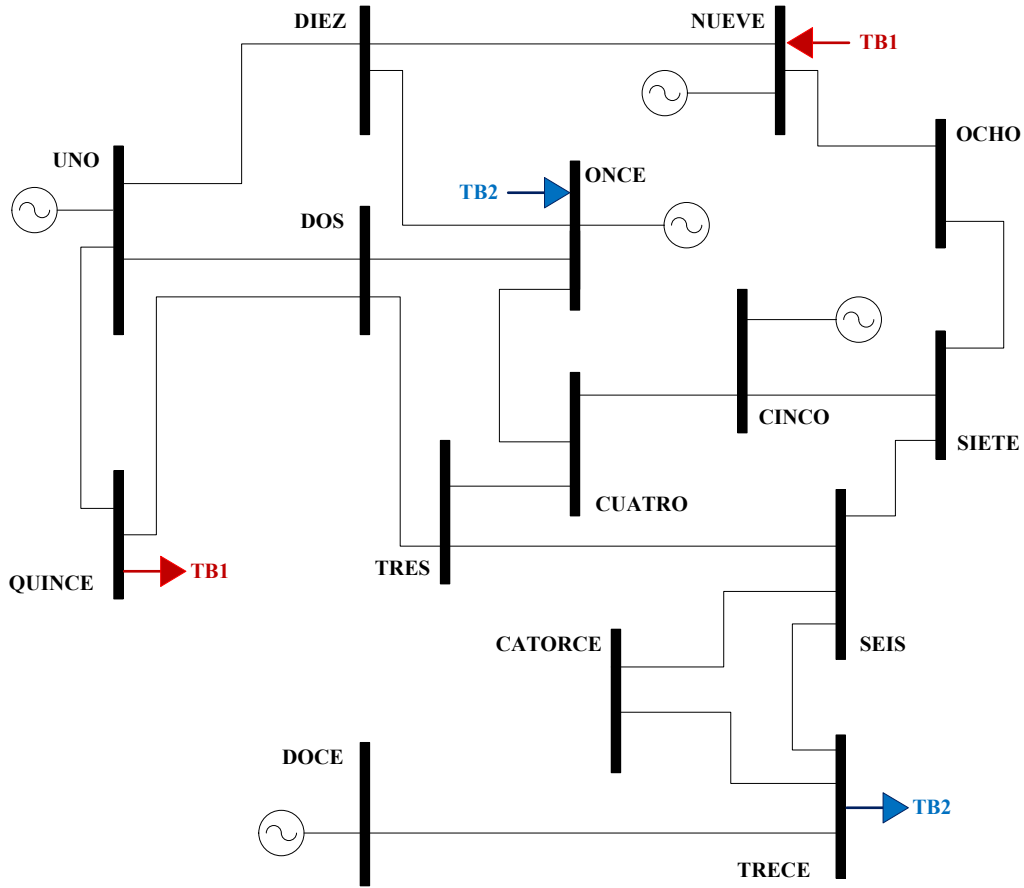 DIEZ
NUEVE
TB1
OCHO
UNO
ONCE
TB2
DOS
CINCO
SIETE
CUATRO
TRES
QUINCE
TB1
CATORCE
SEIS
DOCE
TB2
TRECE